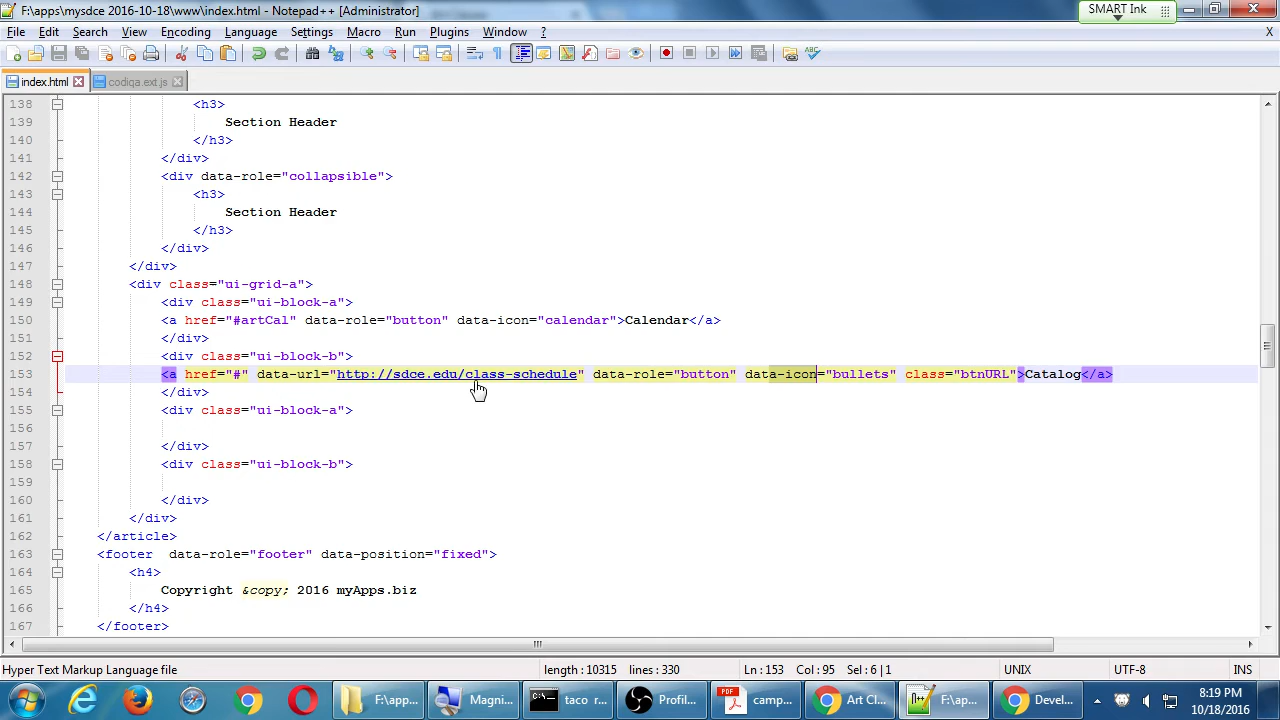 F:\apps\mysdce 2016-10-18\www\index.html - Notepad++ [Administrator]
SMART Ink
File Edit Search View Encoding Language Settings Macro Run Plugins Window ? X
index.html codiqa.ext.js
138 <h3>
139 Section Header
140 </h3>
141 </div>
142 <div data-role="collapsible">
143 <h3>
144 Section Header
145 </h3>
146 </div>
147 </div>
148 <div class="ui-grid-a">
149 <div class="ui-block-a">
150 <a href="#artCal" data-role="button" data-icon="calendar">Calendar</a>
151 </div>
152 <div class="ui-block-b">
153 <a href="#" data-url="http://sdce.edu/class-schedule" data-role="button" data-icon="bullets" class="btnURL">Catalog</a>
154 </div>
155 <div class="ui-block-a">
156
157 </div>
158 <div class="ui-block-b">
159
160 </div>
161 </div>
162 </article>
163 <footer data-role="footer" data-position="fixed">
164 <h4>
165 Copyright &copy; 2016 myApps.biz
166 </h4>
167 </footer>
Hyper Text Markup Language file length : 10315 lines : 330 Ln : 153 Col : 95 Sel : 6 | 1 UNIX UTF-8 INS
F:\app... Magni... taco r... Profil... camp... Art Cl... F:\ap... Devel... 8:19 PM
10/18/2016